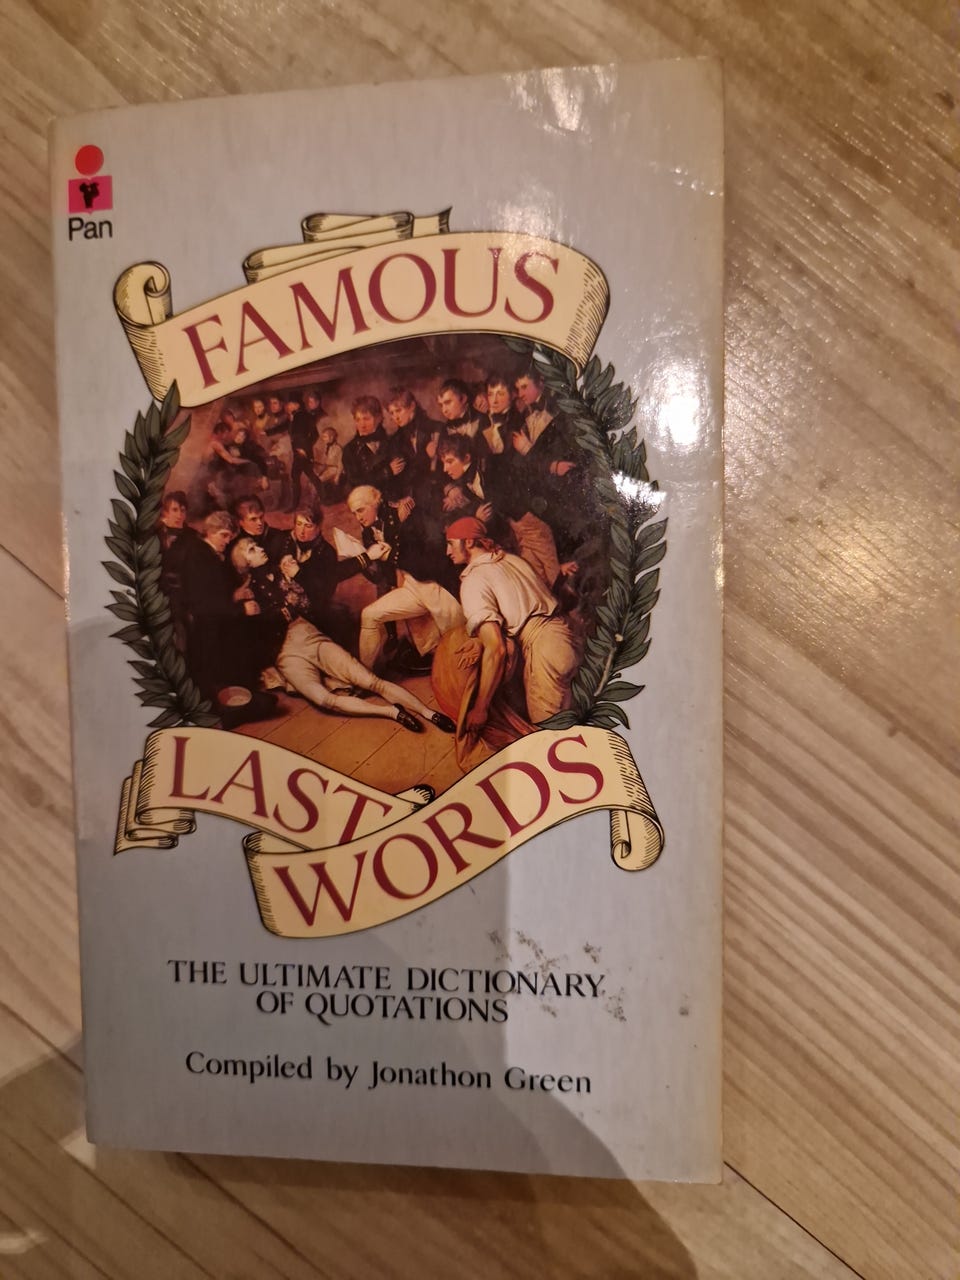 Pan
FAMOUS
LAST
WORDS
THE ULTIMATE DICTIONARY
OF QUOTATIONS
Compiled by Jonathon Green